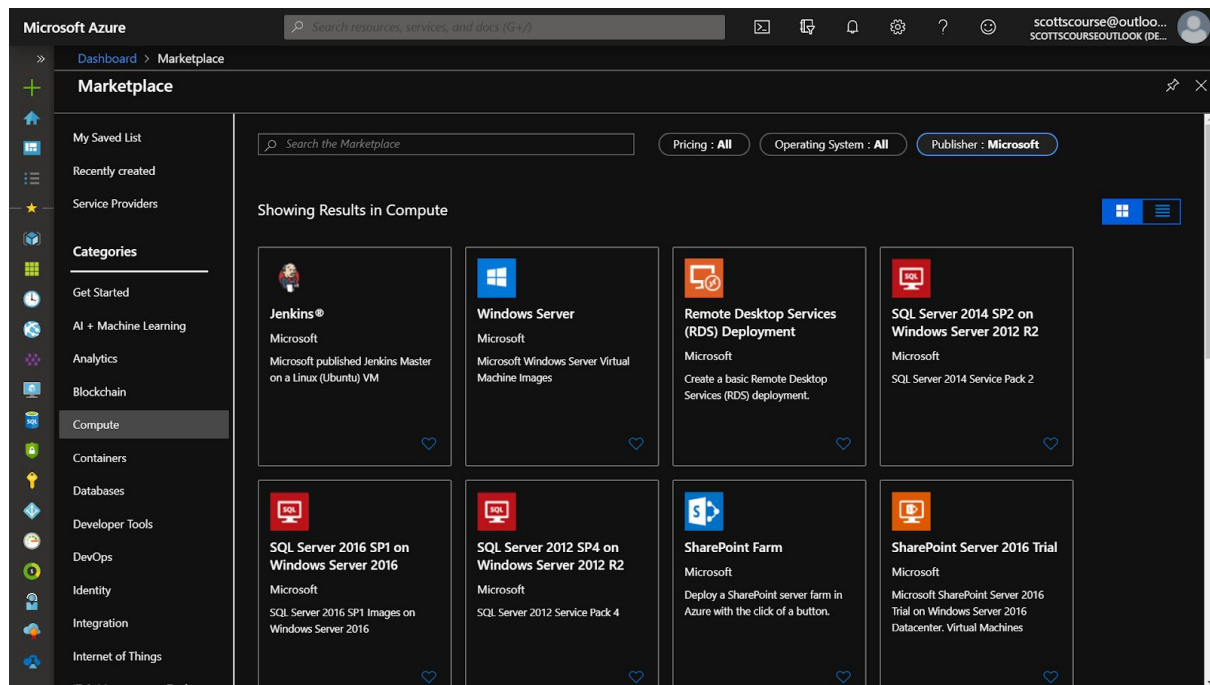 Microsoft Azure
Search resources, services, and docs (G+/)
scottscourse@outloo...
SCOTTSCOURSEOUTLOOK (DE...
Dashboard > Marketplace
Marketplace
My Saved List
Recently created
Service Providers
Categories
Get Started
AI + Machine Learning
Analytics
Blockchain
Compute
Containers
Databases
Developer Tools
DevOps
Identity
Integration
Internet of Things
Search the Marketplace
Pricing : All
Operating System : All
Publisher : Microsoft
Showing Results in Compute
Jenkins®
Microsoft
Microsoft published Jenkins Master
on a Linux (Ubuntu) VM
Windows Server
Microsoft
Microsoft Windows Server Virtual
Machine Images
Remote Desktop Services
(RDS) Deployment
Microsoft
Create a basic Remote Desktop
Services (RDS) deployment.
SQL
SQL Server 2014 SP2 on
Windows Server 2012 R2
Microsoft
SQL Server 2014 Service Pack 2
SQL
SQL Server 2016 SP1 on
Windows Server 2016
Microsoft
SQL Server 2016 SP1 Images on
Windows Server 2016
SQL
SQL Server 2012 SP4 on
Windows Server 2012 R2
Microsoft
SQL Server 2012 Service Pack 4
SharePoint Farm
Microsoft
Deploy a SharePoint server farm in
Azure with the click of a button.
SharePoint Server 2016 Trial
Microsoft
Microsoft SharePoint Server 2016
Trial on Windows Server 2016
Datacenter. Virtual Machines